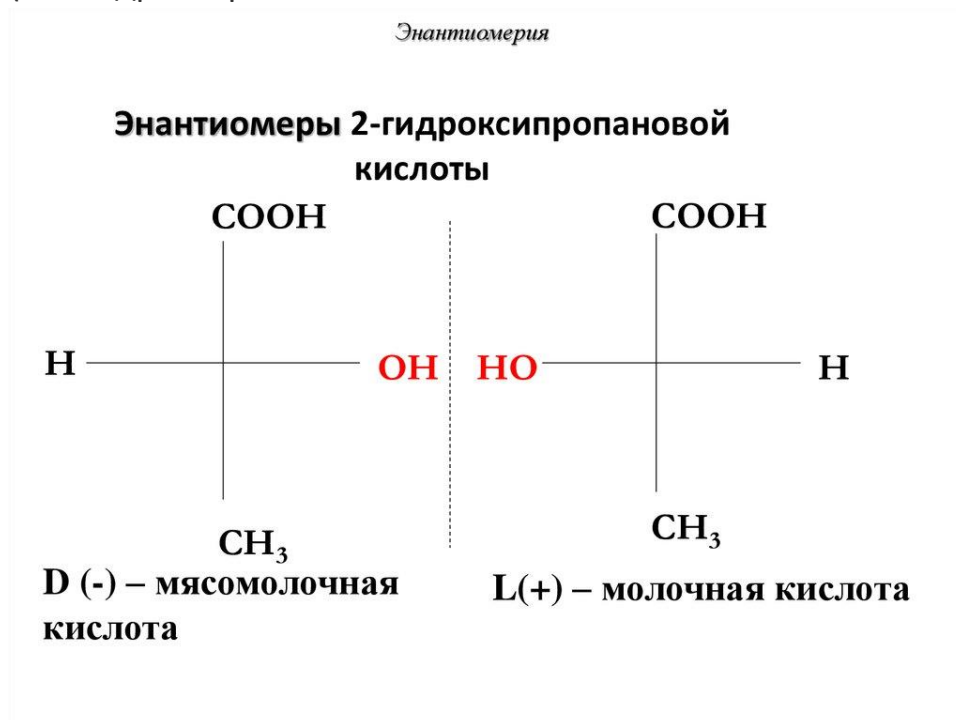 Энантиомерия
Энантиомеры 2-гидроксипропановой
кислоты
COOH
COOH
H
OH
HO
H
CH₃
CH₃
D (-) – мясомолочная
кислота
L(+) – молочная кислота